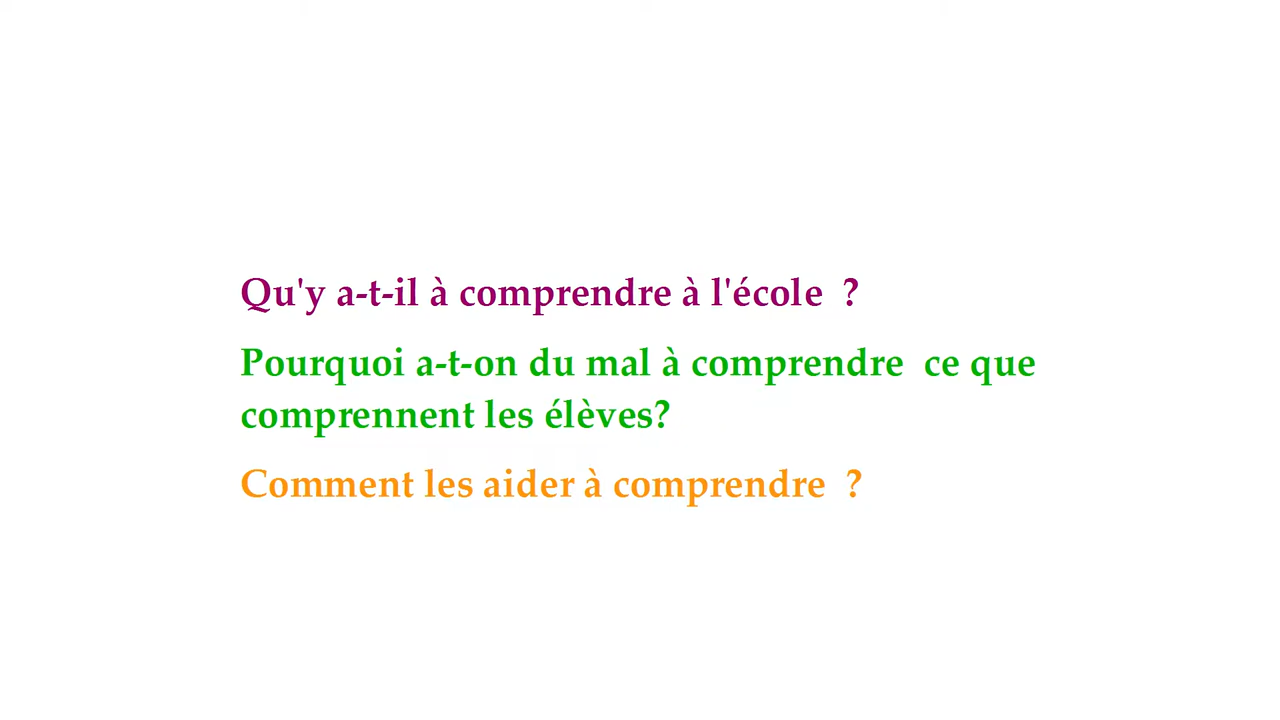 Qu'y a-t-il à comprendre à l'école  ?
Pourquoi a-t-on du mal à comprendre  ce que
comprennent les élèves?
Comment les aider à comprendre  ?